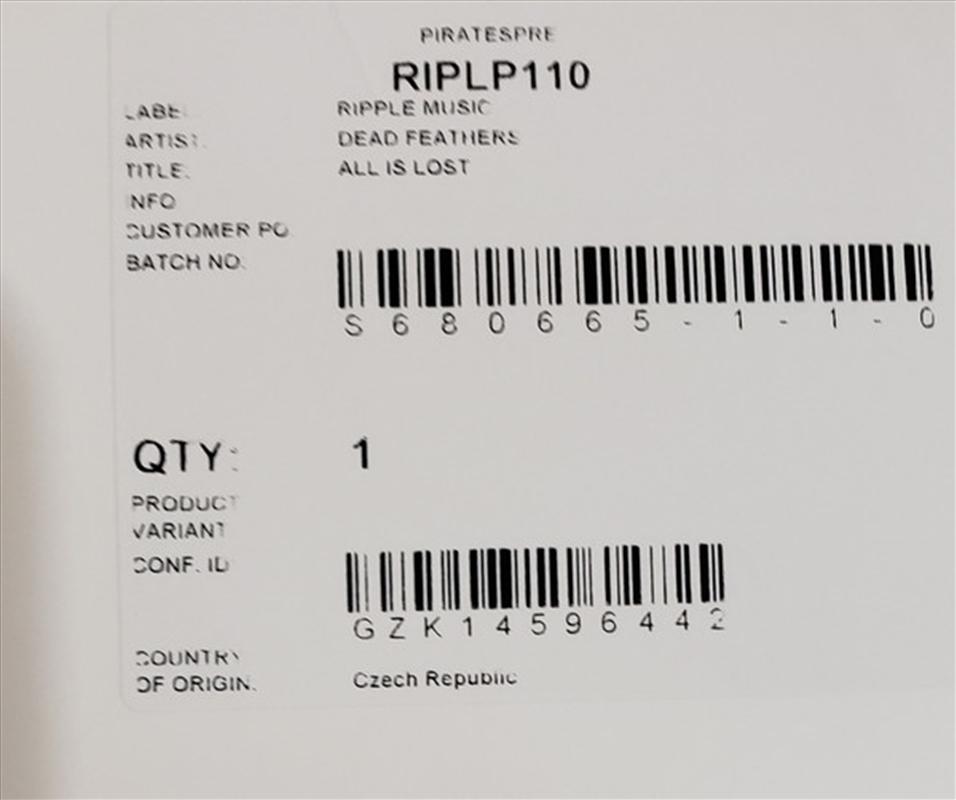 PIRATESPRE
RIPLP110
LABEL RIPPLE MUSIC
ARTIST: DEAD FEATHERS
TITLE: ALL IS LOST
INFO
CUSTOMER PO
BATCH NO.
S680665-1-1-0
QTY: 1
PRODUCT
VARIANT
CONF. ID
GZK14596442
COUNTRY
OF ORIGIN. Czech Republic